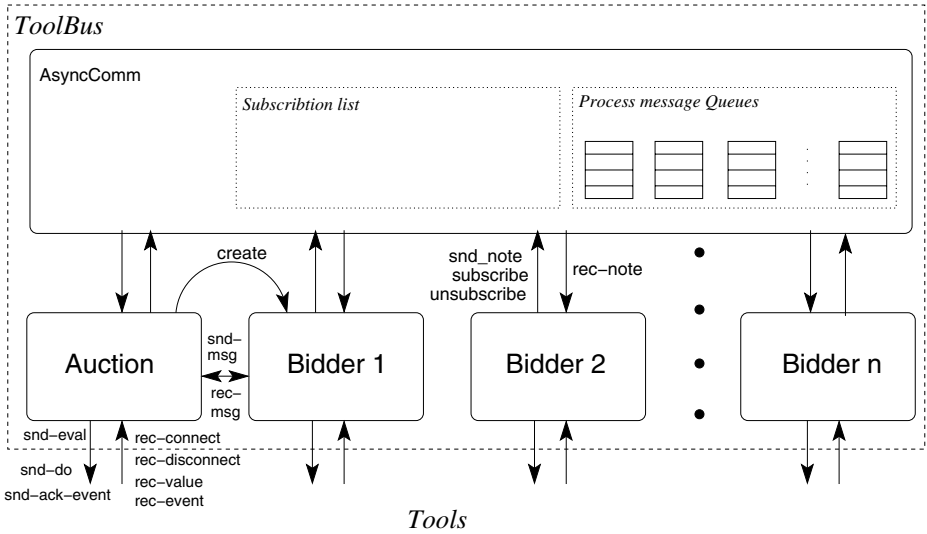 ToolBus
AsyncComm
Subscribtion list
Process message Queues
create
snd_note
subscribe
unsubscribe
rec-note
Auction
snd-
msg
rec-
msg
Bidder 1
Bidder 2
Bidder n
snd-eval
snd-do
snd-ack-event
rec-connect
rec-disconnect
rec-value
rec-event
Tools